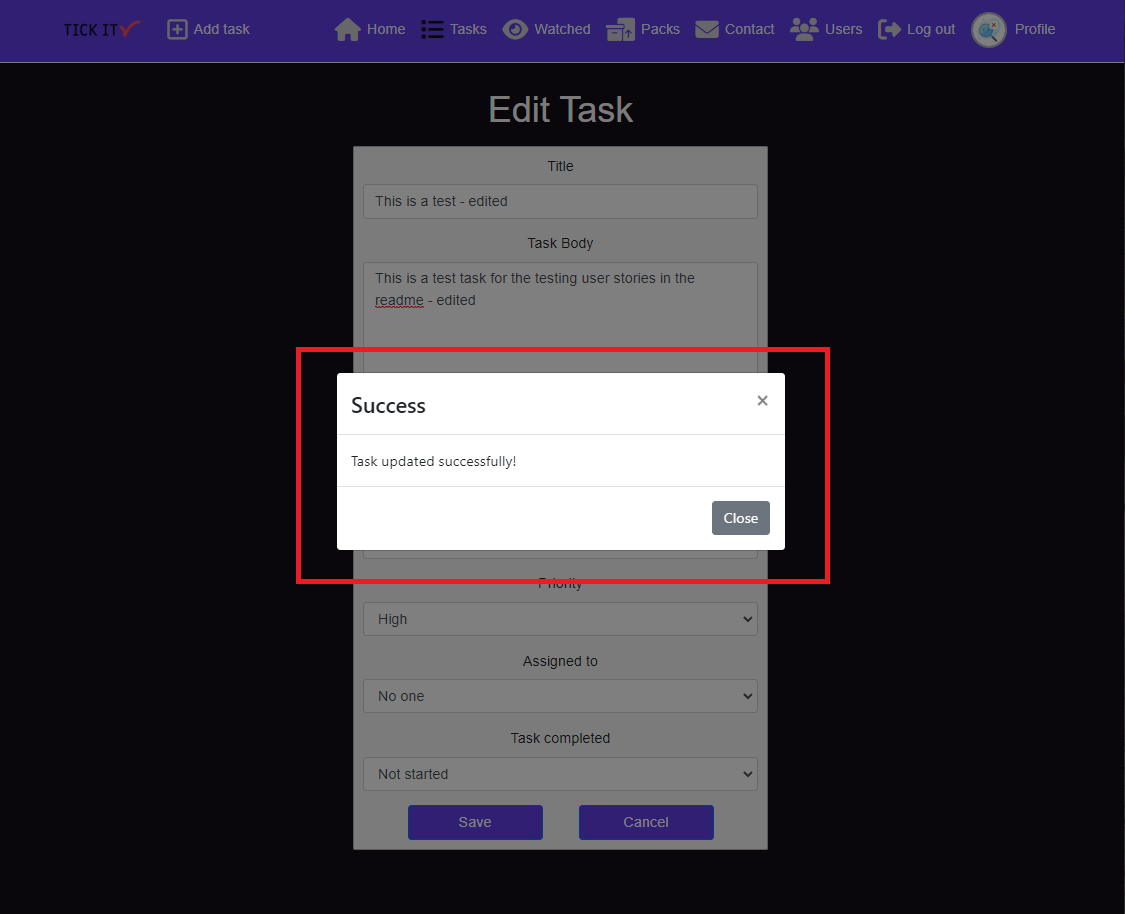 TICK IT
Add task
Home
Tasks
Watched
Packs
Contact
Users
Log out
Profile
Edit Task
Title
This is a test - edited
Task Body
This is a test task for the testing user stories in the
readme - edited
Success
×
Task updated successfully!
Close
Priority
High
Assigned to
No one
Task completed
Not started
Save
Cancel